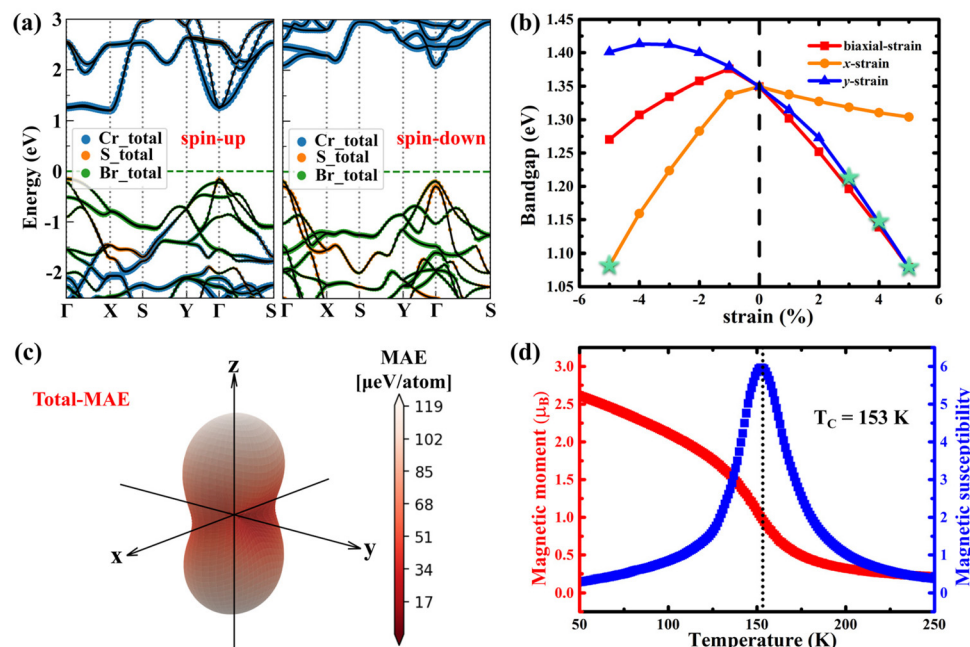 (a)
3
2
1
0
-1
-2
Energy (eV)
Cr_total
S_total
Br_total
spin-up
Γ X S Y Γ S
Cr_total
S_total
Br_total
spin-down
Γ X S Y Γ S
(b)
1.45
1.40
1.35
1.30
1.25
1.20
1.15
1.10
1.05
Bandgap (eV)
biaxial-strain
x-strain
y-strain
-6 -4 -2 0 2 4 6
strain (%)
(c)
Total-MAE
z
x
y
MAE
[μeV/atom]
119
102
85
68
51
34
17
(d)
3.0
2.5
2.0
1.5
1.0
0.5
0.0
Magnetic moment (μB)
TC = 153 K
6
5
4
3
2
1
0
Magnetic susceptibility
50 100 150 200 250
Temperature (K)